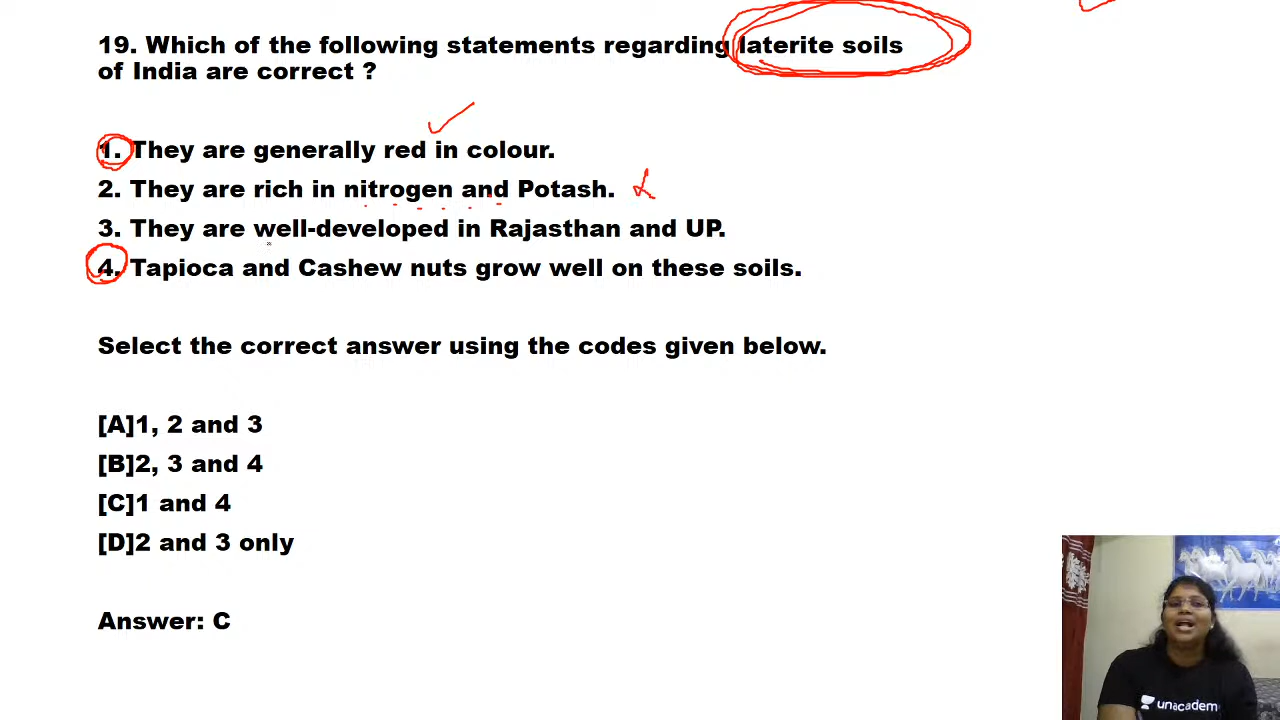 19. Which of the following statements regarding laterite soils
of India are correct ?
1. They are generally red in colour.
2. They are rich in nitrogen and Potash.
3. They are well-developed in Rajasthan and UP.
4. Tapioca and Cashew nuts grow well on these soils.
Select the correct answer using the codes given below.
[A]1, 2 and 3
[B]2, 3 and 4
[C]1 and 4
[D]2 and 3 only
Answer: C
unacademy